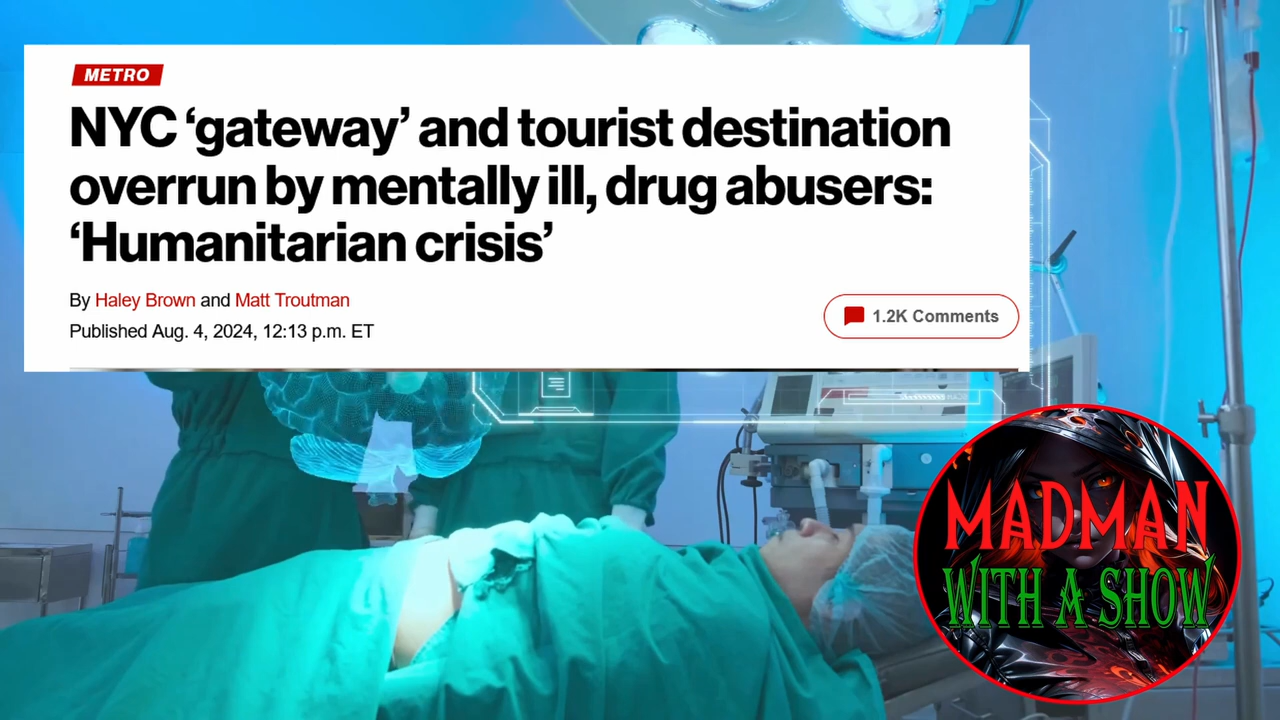 METRO
NYC ‘gateway’ and tourist destination
overrun by mentally ill, drug abusers:
‘Humanitarian crisis’
By Haley Brown and Matt Troutman
Published Aug. 4, 2024, 12:13 p.m. ET
1.2K Comments
MADMAN
WITH A SHOW